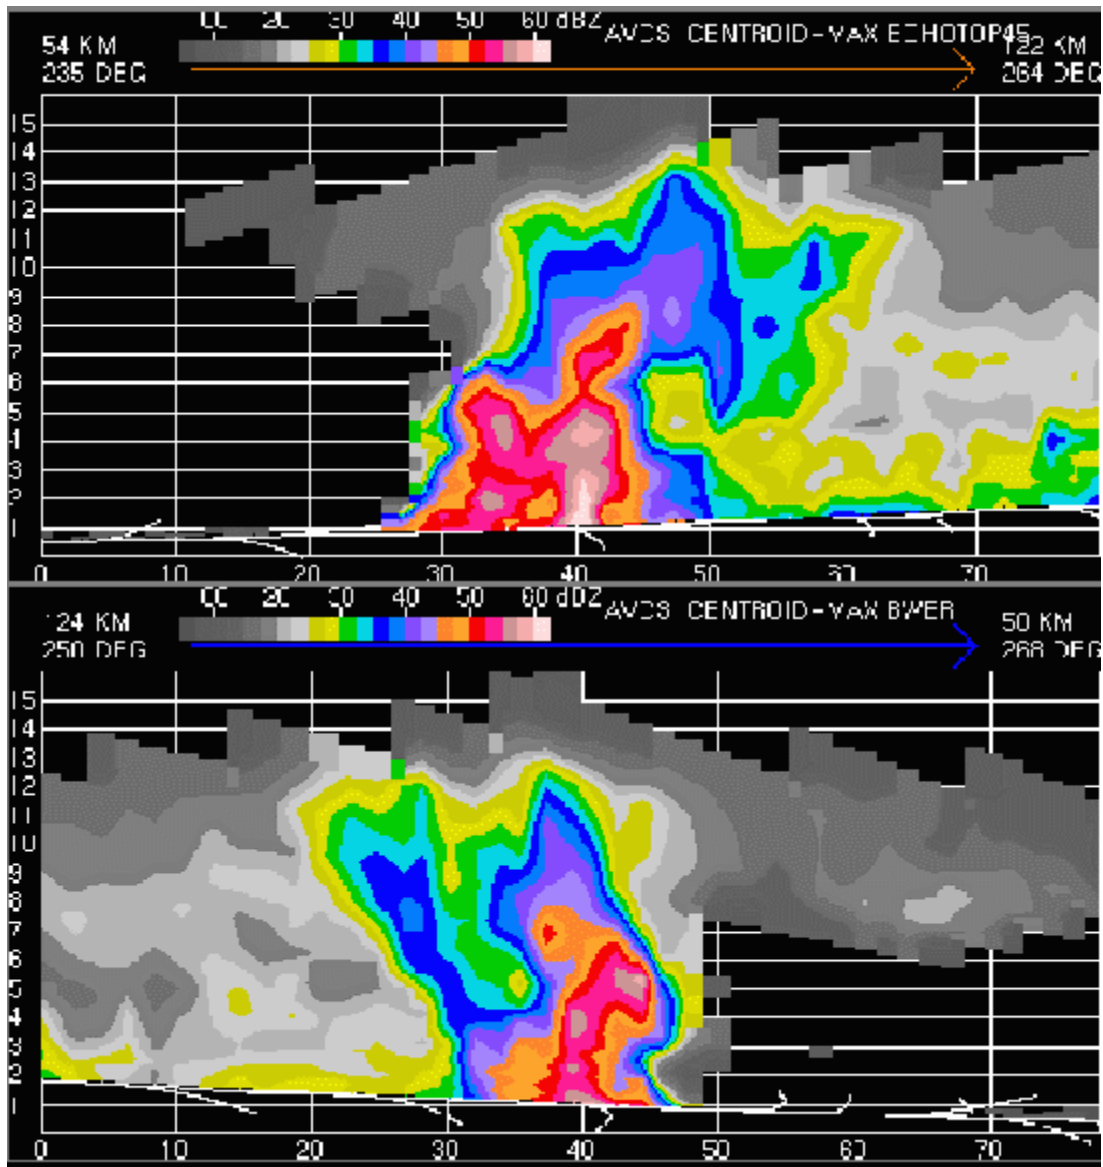 00 20 30 40 50 60 dBZ
54 KM
AVDS CENTROID-MAX ECHOTOP45
122 KM
235 DEG
264 DEG
15
14
13
12
11
10
9
8
7
6
5
4
3
2
1
0 10 20 30 40 50 60 70
00 20 30 40 50 60 dBZ
124 KM
AVDS CENTROID-MAX BWER
50 KM
250 DEG
268 DEG
15
14
13
12
11
10
9
8
7
6
5
4
3
2
1
0 10 20 30 40 50 60 70